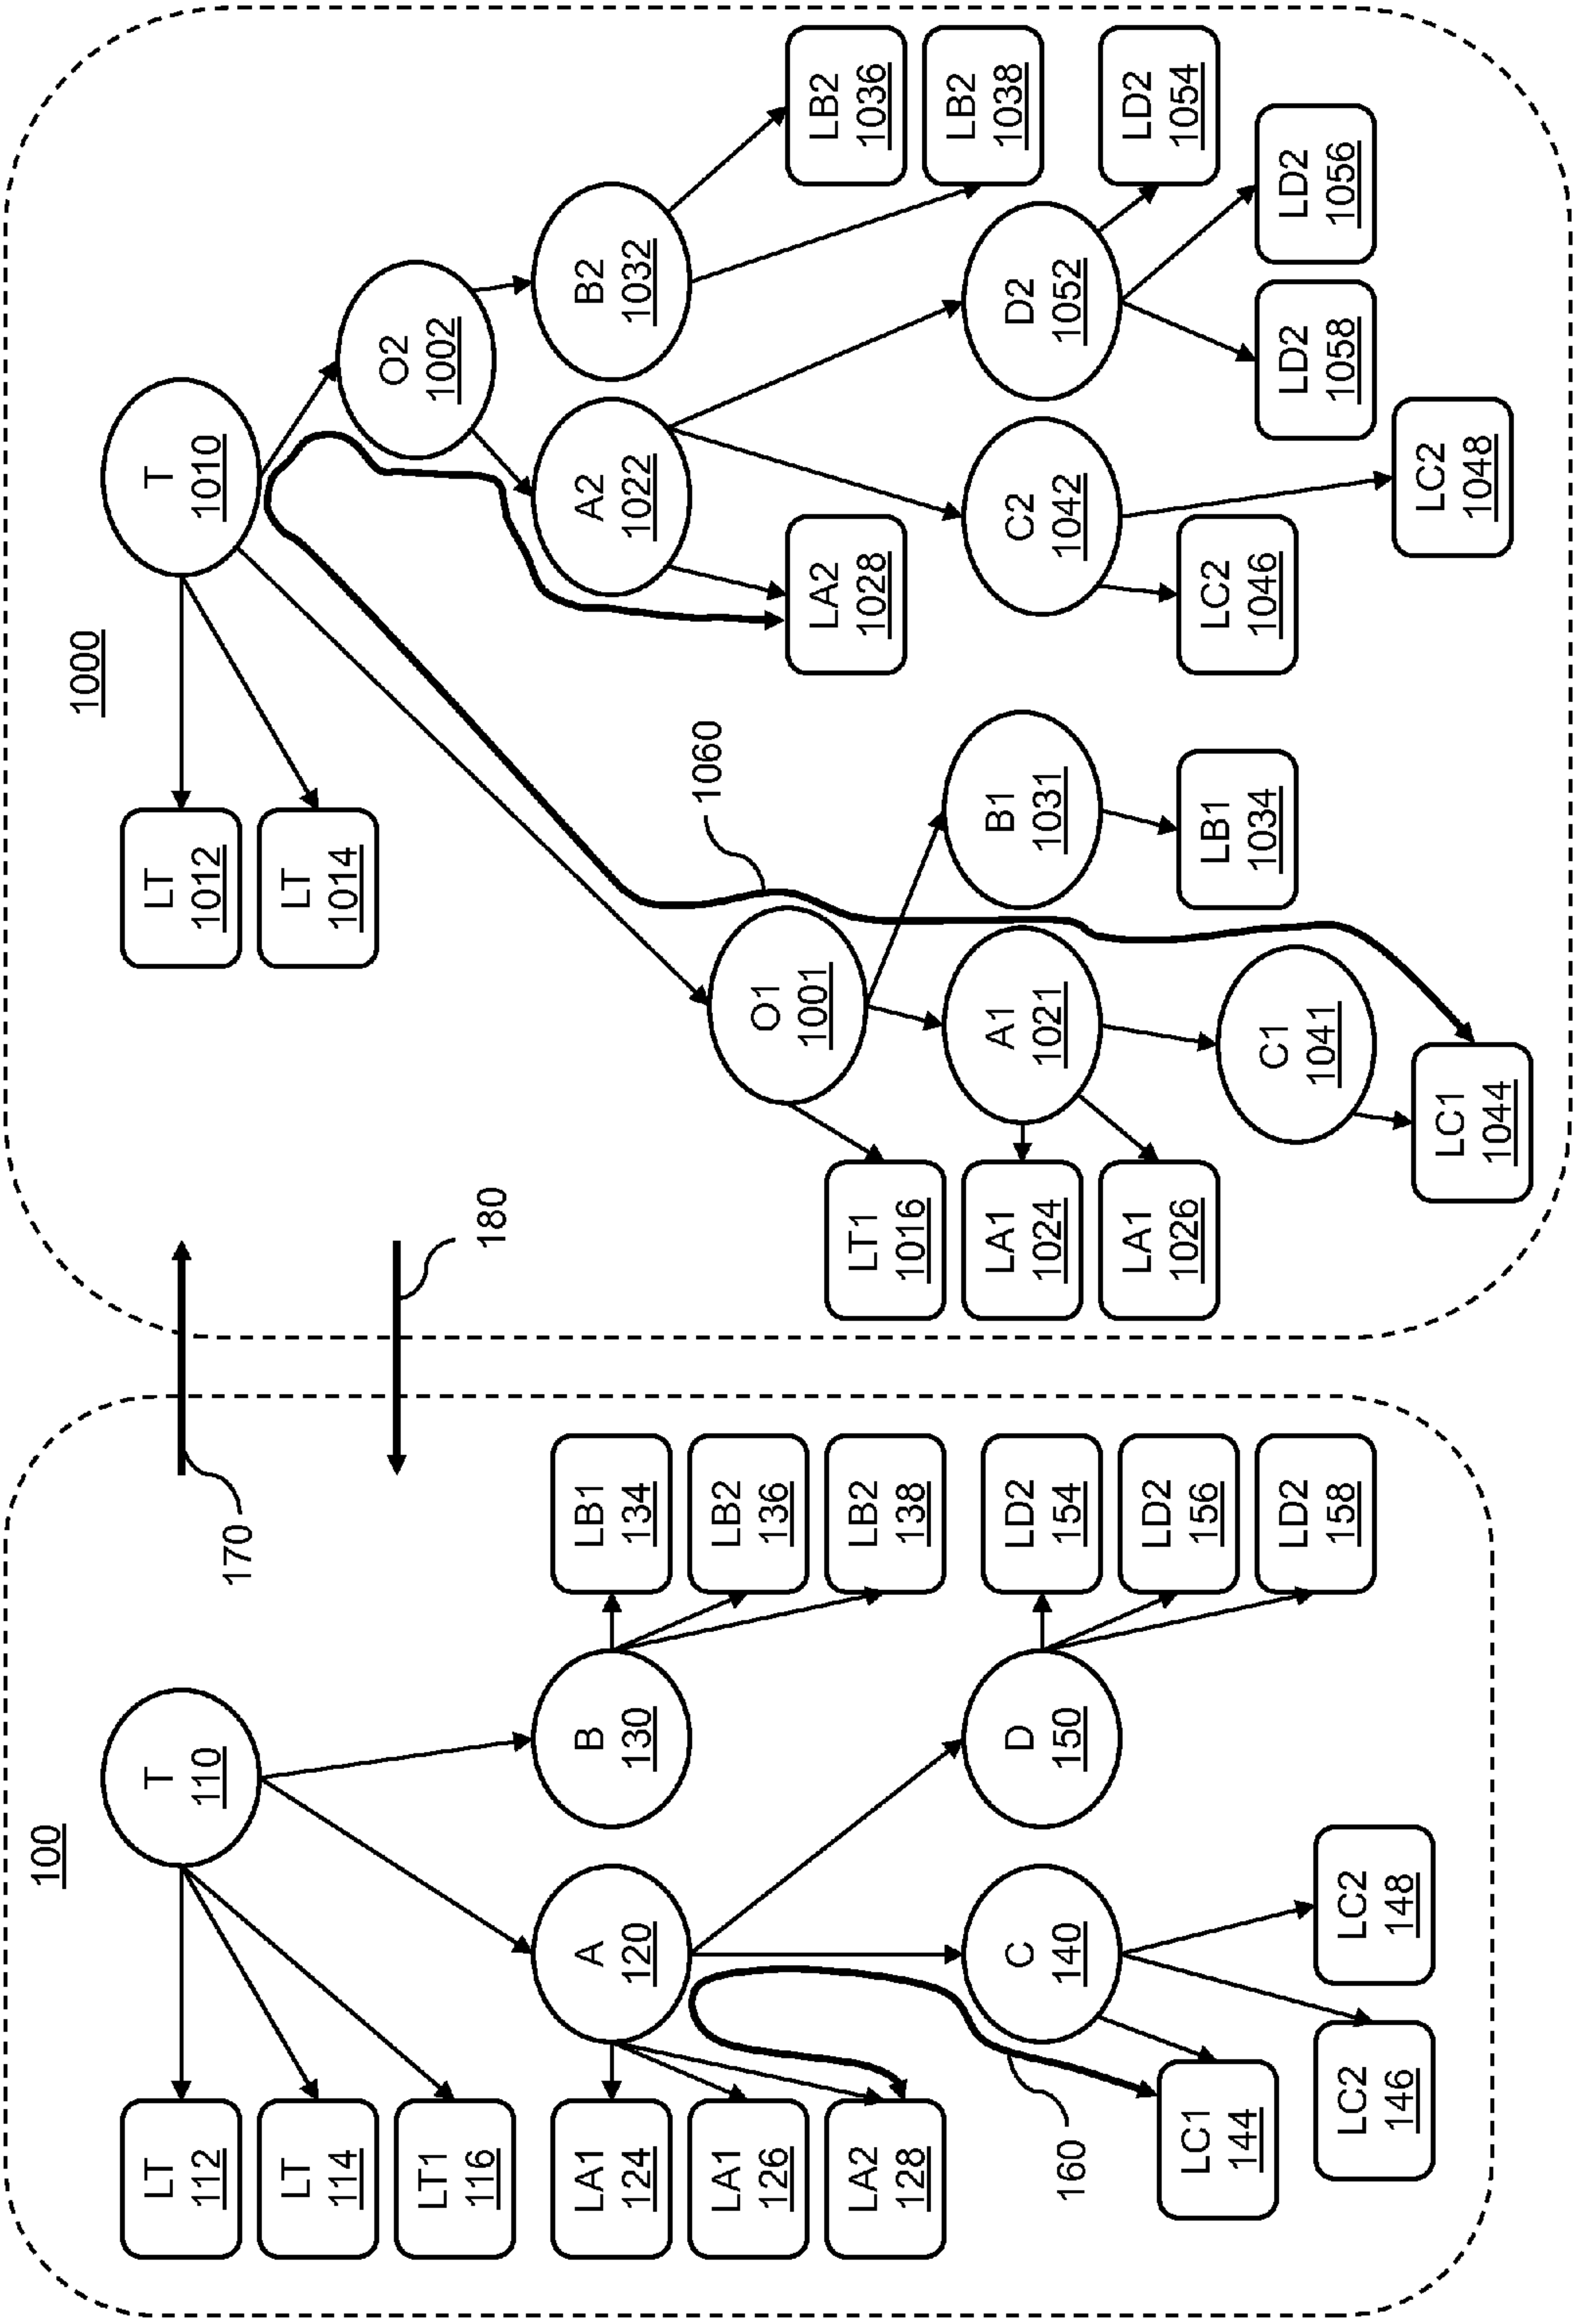 100
T
110
LT
112
LT
114
LT1
116
A
120
B
130
LA1
124
LA1
126
LA2
128
LB1
134
LB2
136
LB2
138
C
140
D
150
LD2
154
LD2
156
LD2
158
LC1
144
LC2
146
LC2
148
160
170
180
1000
T
1010
LT
1012
LT
1014
O2
1002
A2
1022
B2
1032
LA2
1028
LB2
1036
LB2
1038
C2
1042
D2
1052
LD2
1054
LD2
1056
LD2
1058
LC2
1046
LC2
1048
1060
O1
1001
LT1
1016
A1
1021
B1
1031
LA1
1024
LA1
1026
LB1
1034
C1
1041
LC1
1044